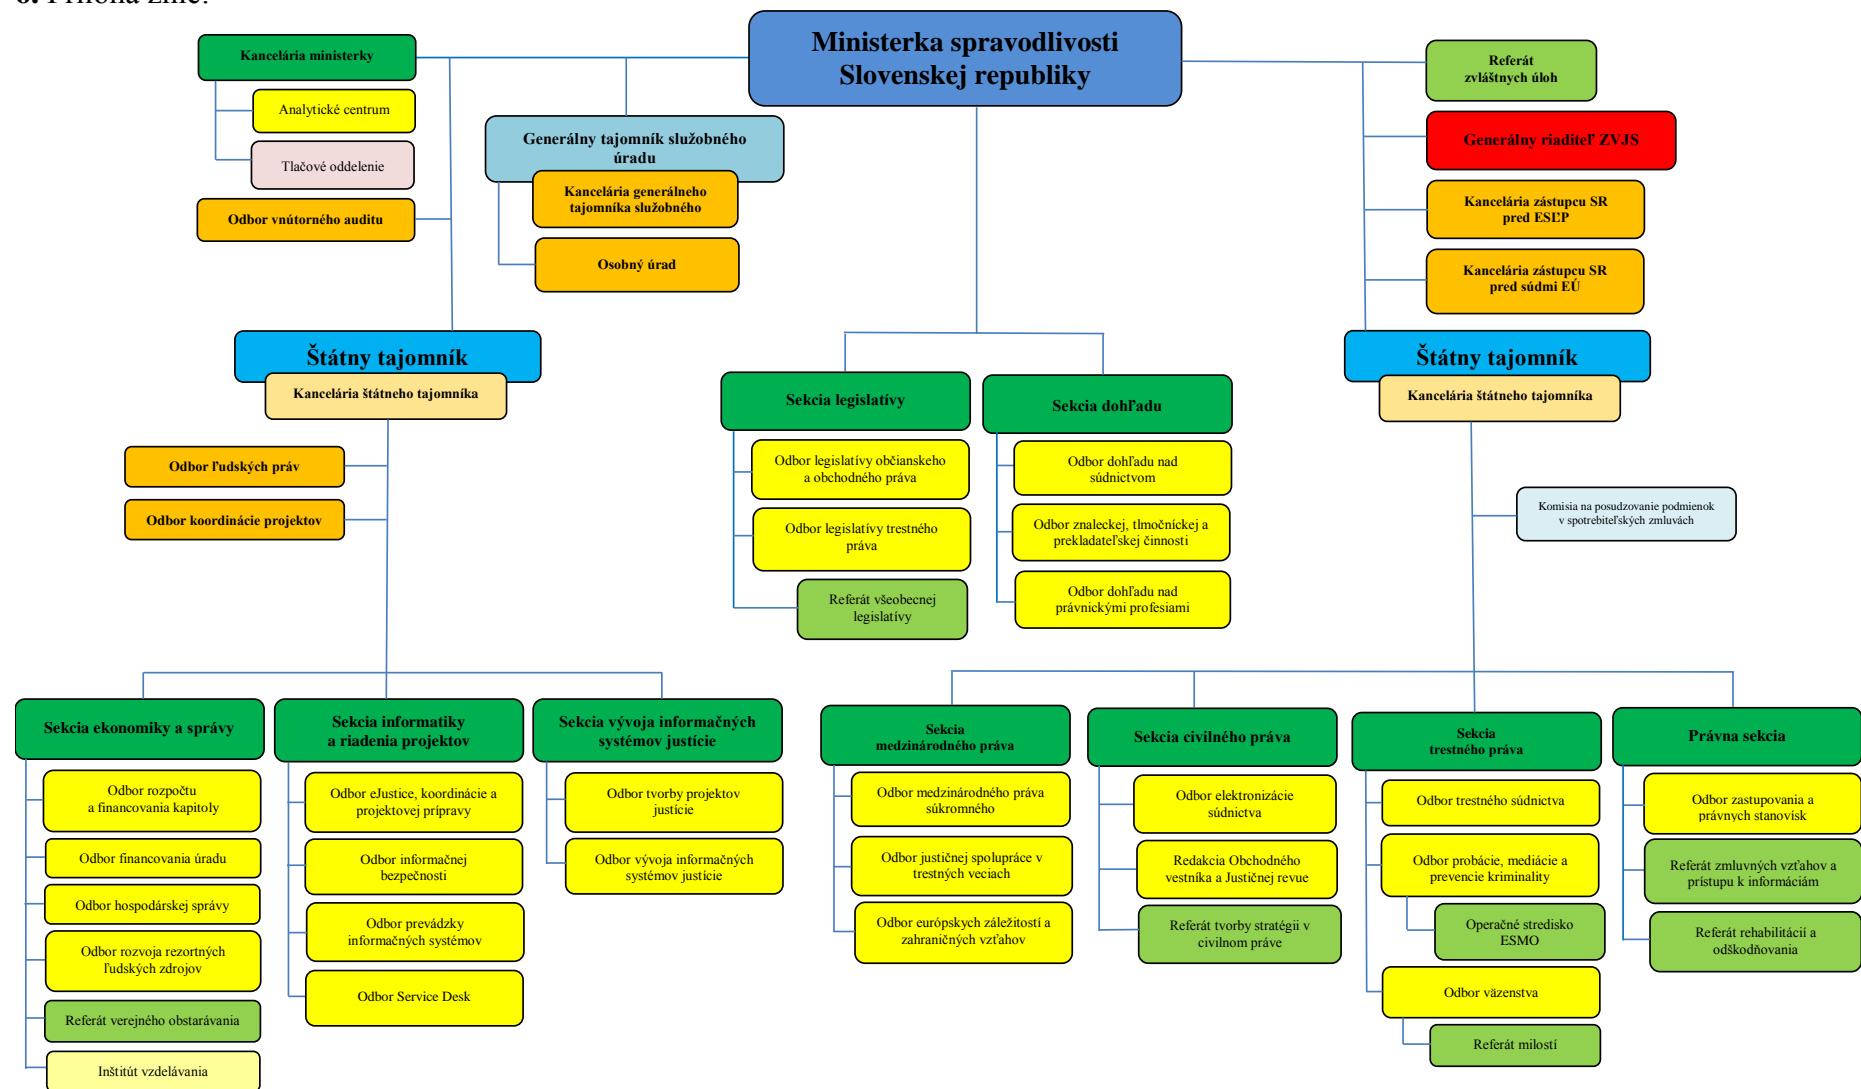 6. Príloha znie:
Ministerka spravodlivosti
Slovenskej republiky
Kancelária ministerky
Analytické centrum
Tlačové oddelenie
Odbor vnútorného auditu
Generálny tajomník služobného
úradu
Kancelária generálneho
tajomníka služobného
Osobný úrad
Referát
zvláštnych úloh
Generálny riaditeľ ZVJS
Kancelária zástupcu SR
pred ESĽP
Kancelária zástupcu SR
pred súdmi EÚ
Štátny tajomník
Kancelária štátneho tajomníka
Odbor ľudských práv
Odbor koordinácie projektov
Sekcia legislatívy
Odbor legislatívy občianskeho
a obchodného práva
Odbor legislatívy trestného
práva
Referát všeobecnej
legislatívy
Sekcia dohľadu
Odbor dohľadu nad
súdnictvom
Odbor znaleckej, tlmočníckej a
prekladateľskej činnosti
Odbor dohľadu nad
právnickými profesiami
Štátny tajomník
Kancelária štátneho tajomníka
Komisia na posudzovanie podmienok
v spotrebiteľských zmluvách
Sekcia ekonomiky a správy
Odbor rozpočtu
a financovania kapitoly
Odbor financovania úradu
Odbor hospodárskej správy
Odbor rozvoja rezortných
ľudských zdrojov
Referát verejného obstarávania
Inštitút vzdelávania
Sekcia informatiky
a riadenia projektov
Odbor eJustice, koordinácie a
projektovej prípravy
Odbor informačnej
bezpečnosti
Odbor prevádzky
informačných systémov
Odbor Service Desk
Sekcia vývoja informačných
systémov justície
Odbor tvorby projektov
justície
Odbor vývoja informačných
systémov justície
Sekcia
medzinárodného práva
Odbor medzinárodného práva
súkromného
Odbor justičnej spolupráce v
trestných veciach
Odbor európskych záležitostí a
zahraničných vzťahov
Sekcia civilného práva
Odbor elektronizácie
súdnictva
Redakcia Obchodného
vestníka a Justičnej revue
Referát tvorby stratégií v
civilnom práve
Sekcia
trestného práva
Odbor trestného súdnictva
Odbor probácie, mediácie a
prevencie kriminality
Operačné stredisko
ESMO
Odbor väzenstva
Referát milostí
Právna sekcia
Odbor zastupovania a
právnych stanovísk
Referát zmluvných vzťahov a
prístupu k informáciám
Referát rehabilitácií a
odškodňovania